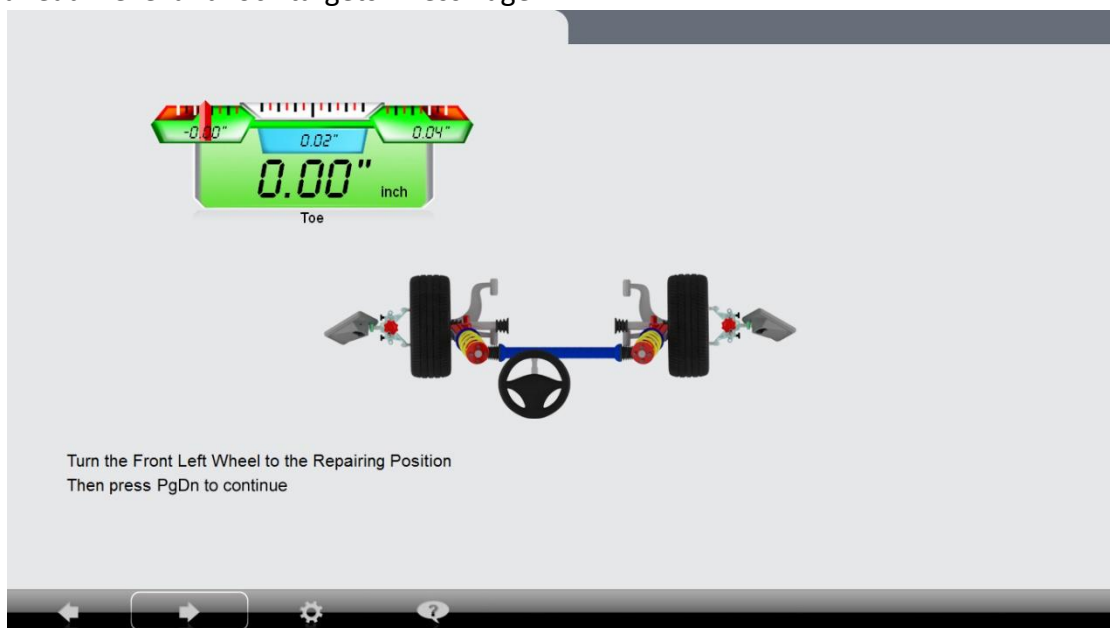 -0.00" 0.02" 0.04"
0.00" inch
Toe
Turn the Front Left Wheel to the Repairing Position
Then press PgDn to continue
?